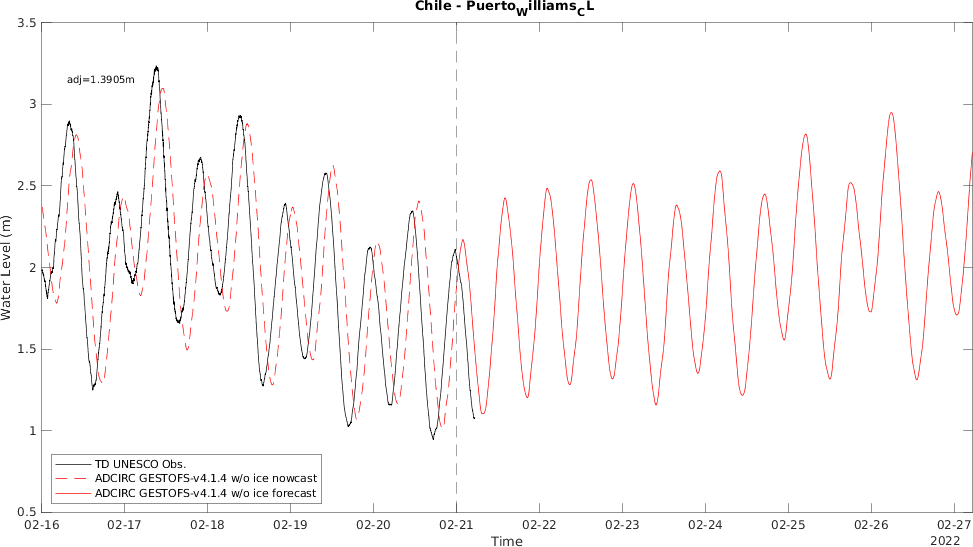 Chile - Puerto_Williams_CL
adj=1.3905m
3.5
3
2.5
2
1.5
1
0.5
Water Level (m)
TD UNESCO Obs.
ADCIRC GESTOFS-v4.1.4 w/o ice nowcast
ADCIRC GESTOFS-v4.1.4 w/o ice forecast
02-16 02-17 02-18 02-19 02-20 02-21 02-22 02-23 02-24 02-25 02-26 02-27
Time
2022